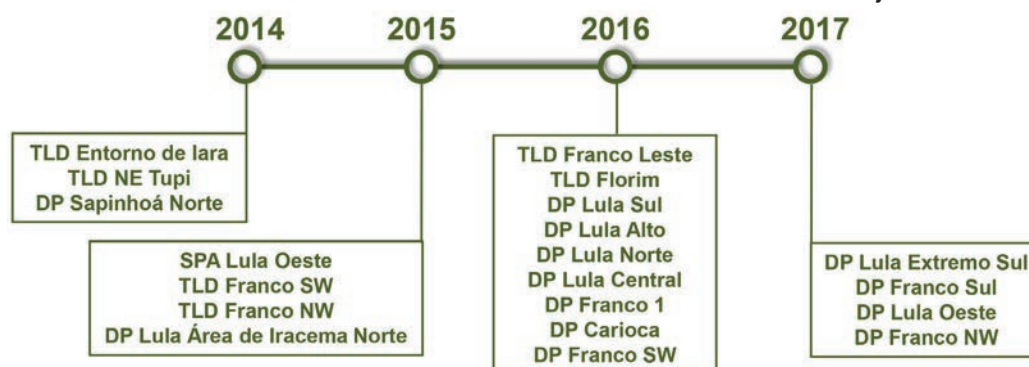 2014
2015
2016
2017
TLD Entorno de Iara
TLD NE Tupi
DP Sapinhoá Norte
SPA Lula Oeste
TLD Franco SW
TLD Franco NW
DP Lula Área de Iracema Norte
TLD Franco Leste
TLD Florim
DP Lula Sul
DP Lula Alto
DP Lula Norte
DP Lula Central
DP Franco 1
DP Carioca
DP Franco SW
DP Lula Extremo Sul
DP Franco Sul
DP Lula Oeste
DP Franco NW